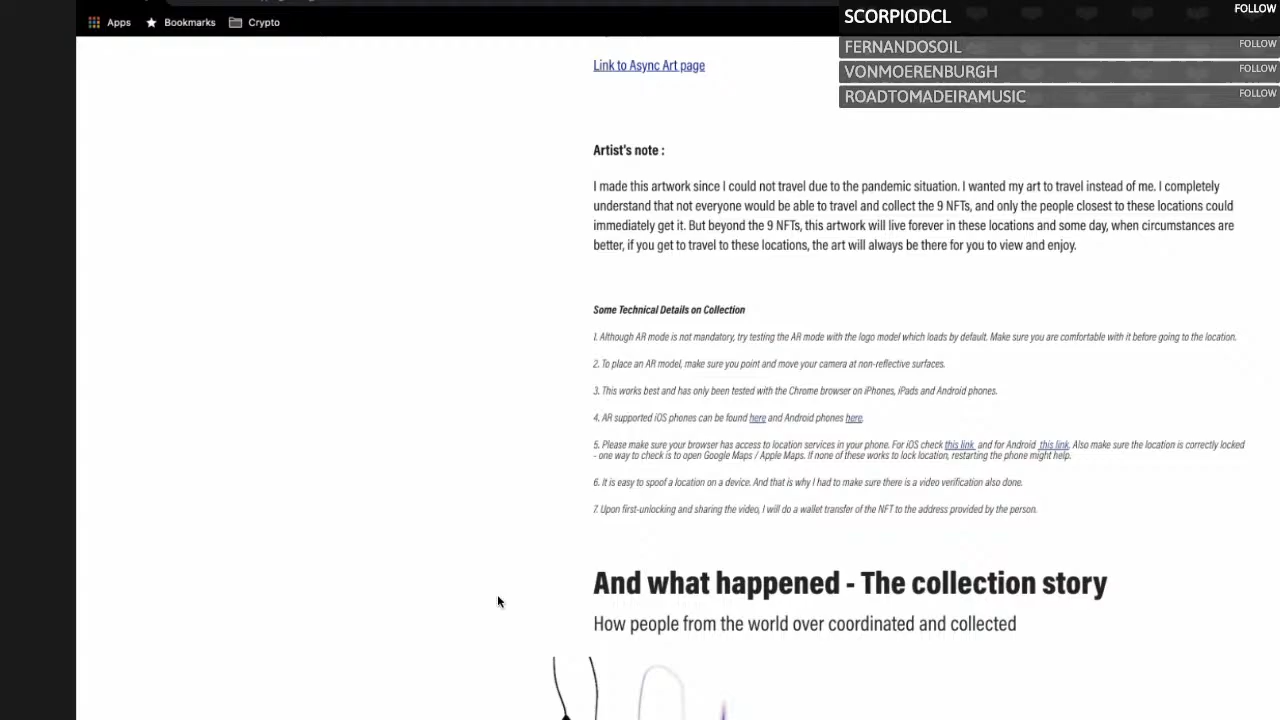 Apps Bookmarks Crypto
SCORPIODCL FOLLOW
FERNANDOSOIL FOLLOW
VONMOERENBURGH FOLLOW
ROADTOMADEIRAMUSIC FOLLOW
Link to Async Art page
Artist's note :
I made this artwork since I could not travel due to the pandemic situation. I wanted my art to travel instead of me. I completely
understand that not everyone would be able to travel and collect the 9 NFTs, and only the people closest to these locations could
immediately get it. But beyond the 9 NFTs, this artwork will live forever in these locations and some day, when circumstances are
better, if you get to travel to these locations, the art will always be there for you to view and enjoy.
Some Technical Details on Collection
1. Although AR mode is not mandatory, try testing the AR mode with the logo model which loads by default. Make sure you are comfortable with it before going to the location.
2. To place an AR model, make sure you point and move your camera at non-reflective surfaces.
3. This works best and has only been tested with the Chrome browser on iPhones, iPads and Android phones.
4. AR supported iOS phones can be found here and Android phones here.
5. Please make sure your browser has access to location services in your phone. For iOS check this link and for Android this link. Also make sure the location is correctly locked
- one way to check is to open Google Maps / Apple Maps. If none of these works to lock location, restarting the phone might help.
6. It is easy to spoof a location on a device. And that is why I had to make sure there is a video verification also done.
7. Upon first-unlocking and sharing the video, I will do a wallet transfer of the NFT to the address provided by the person.
And what happened - The collection story
How people from the world over coordinated and collected